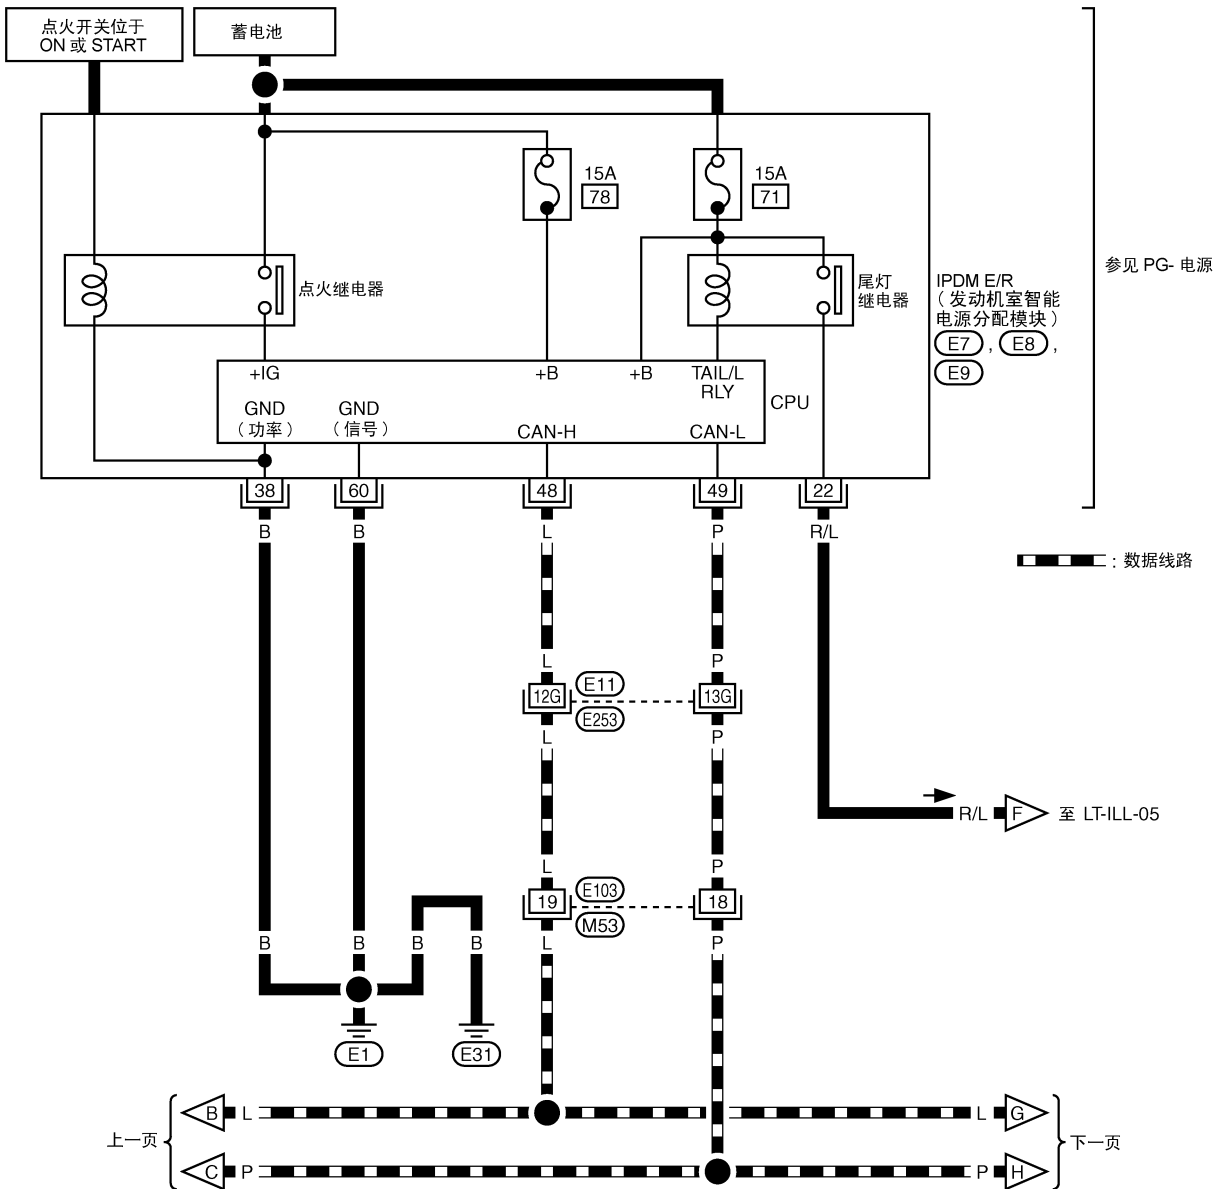 点火开关位于
ON 或 START
蓄电池
15A
78
15A
71
点火继电器
尾灯
继电器
IPDM E/R
（发动机室智能
电源分配模块）
E7 , E8 ,
E9
参见 PG- 电源
+IG
+B
+B
TAIL/L
RLY
CPU
GND
（功率）
GND
（信号）
CAN-H
CAN-L
38
60
48
49
22
B
B
L
P
R/L
: 数据线路
L
P
12G
E11
E253
13G
L
P
R/L
F
至 LT-ILL-05
L
P
19
E103
M53
18
B
B
B
B
L
P
E1
E31
上一页
B
L
L
G
C
P
P
H
下一页